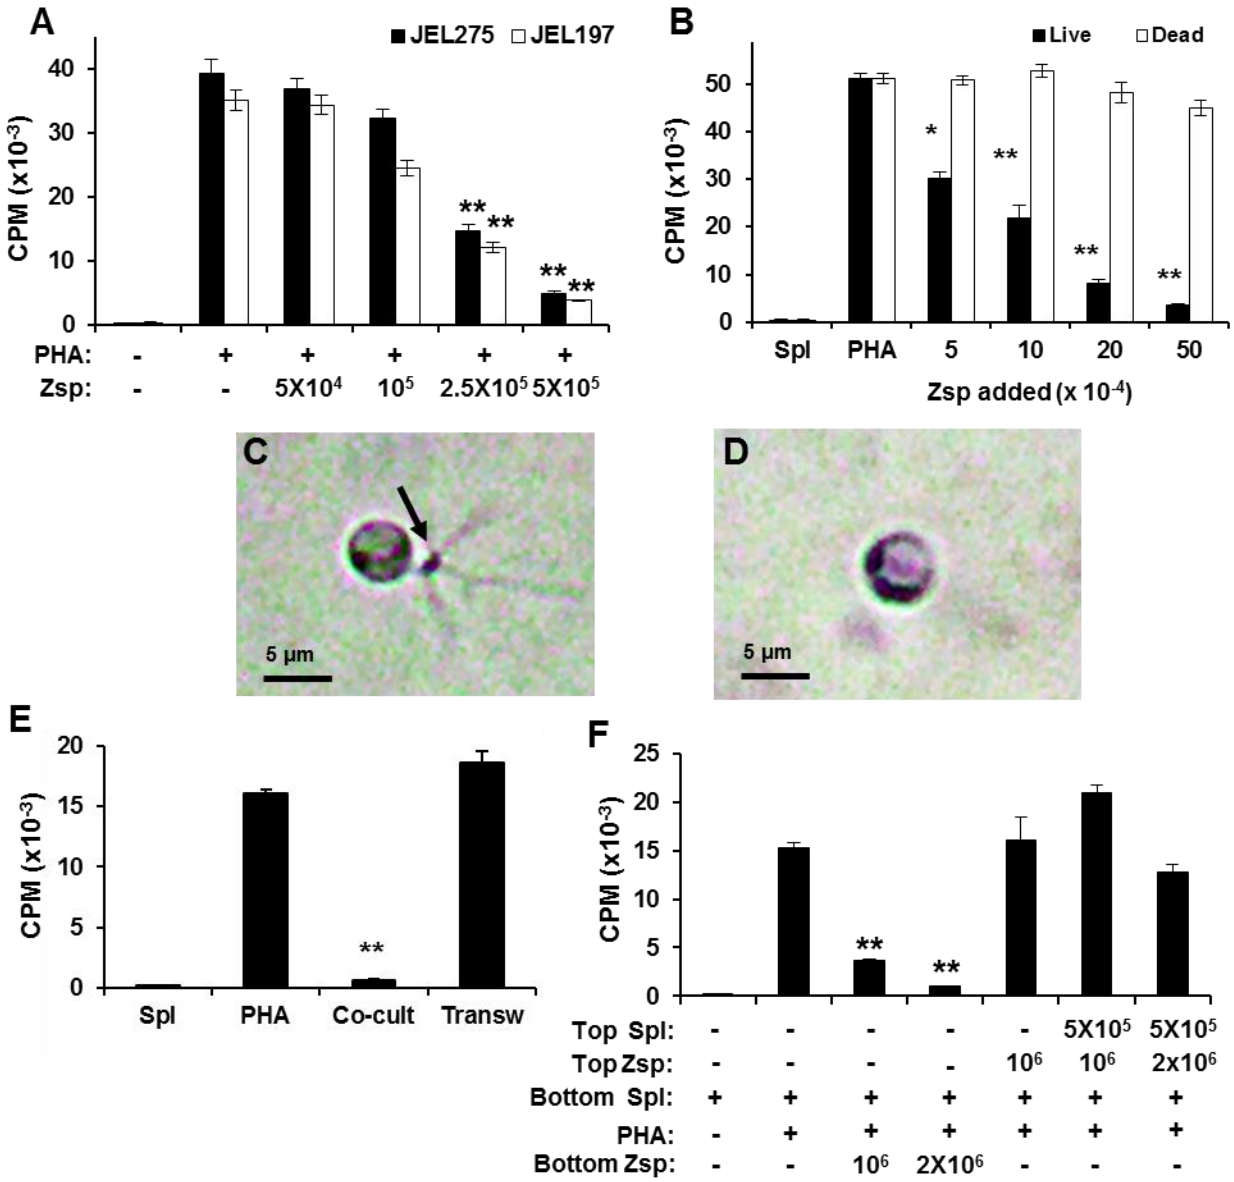 A
■ JEL275 □ JEL197
CPM (x10⁻³)
40
30
20
10
0
** ** ** **
PHA: - + + + + +
Zsp: - - 5X10⁴ 10⁵ 2.5X10⁵ 5X10⁵
B
■ Live □ Dead
CPM (x10⁻³)
50
40
30
20
10
0
* ** ** **
Spl PHA 5 10 20 50
Zsp added (x 10⁻⁴)
C
5 µm
D
5 µm
E
CPM (x10⁻³)
20
15
10
5
0
**
Spl PHA Co-cult Transw
F
CPM (x10⁻³)
25
20
15
10
5
0
** **
Top Spl: - - - - - 5X10⁵ 5X10⁵
Top Zsp: - - - - 10⁶ 10⁶ 2x10⁶
Bottom Spl: + + + + + + +
PHA: - + + + + + +
Bottom Zsp: - - 10⁶ 2X10⁶ - - -